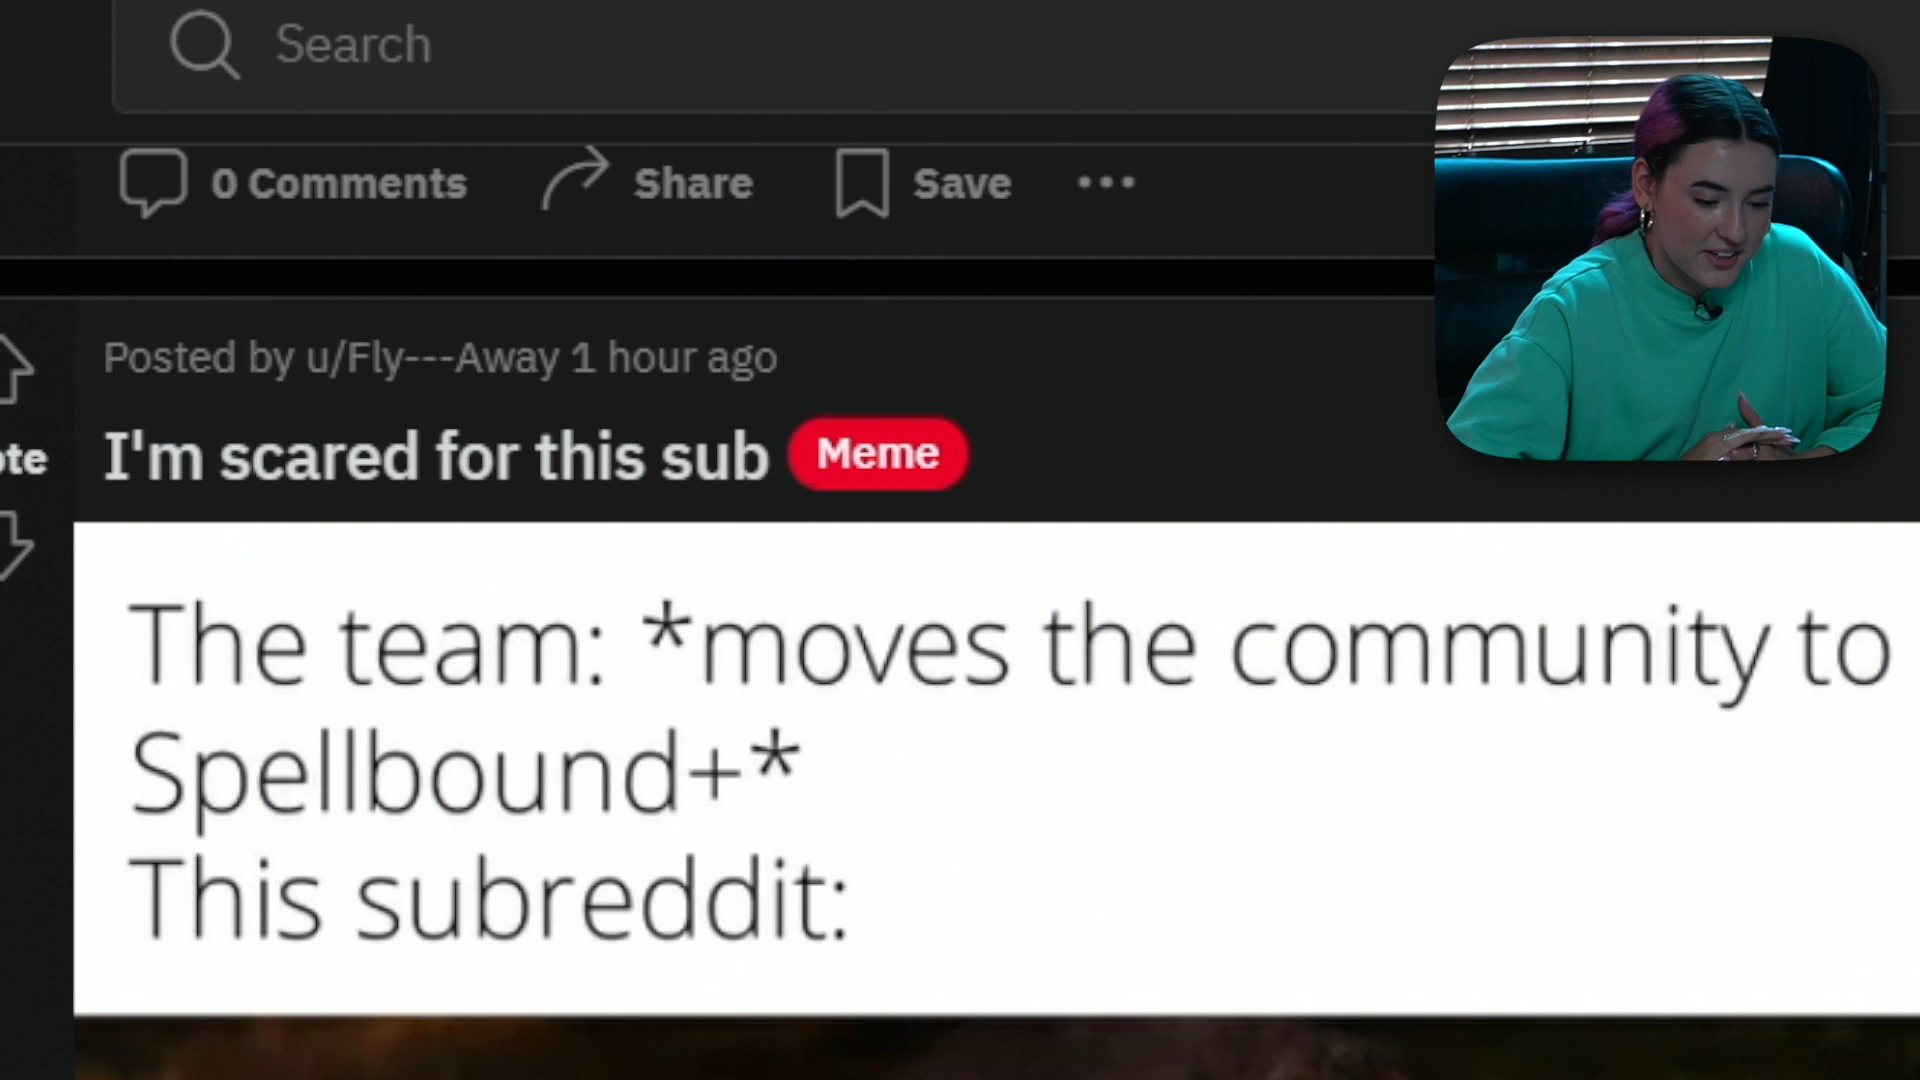 Search
0 Comments Share Save
Posted by u/Fly---Away 1 hour ago
I'm scared for this sub Meme
The team: *moves the community to
Spellbound+*
This subreddit: